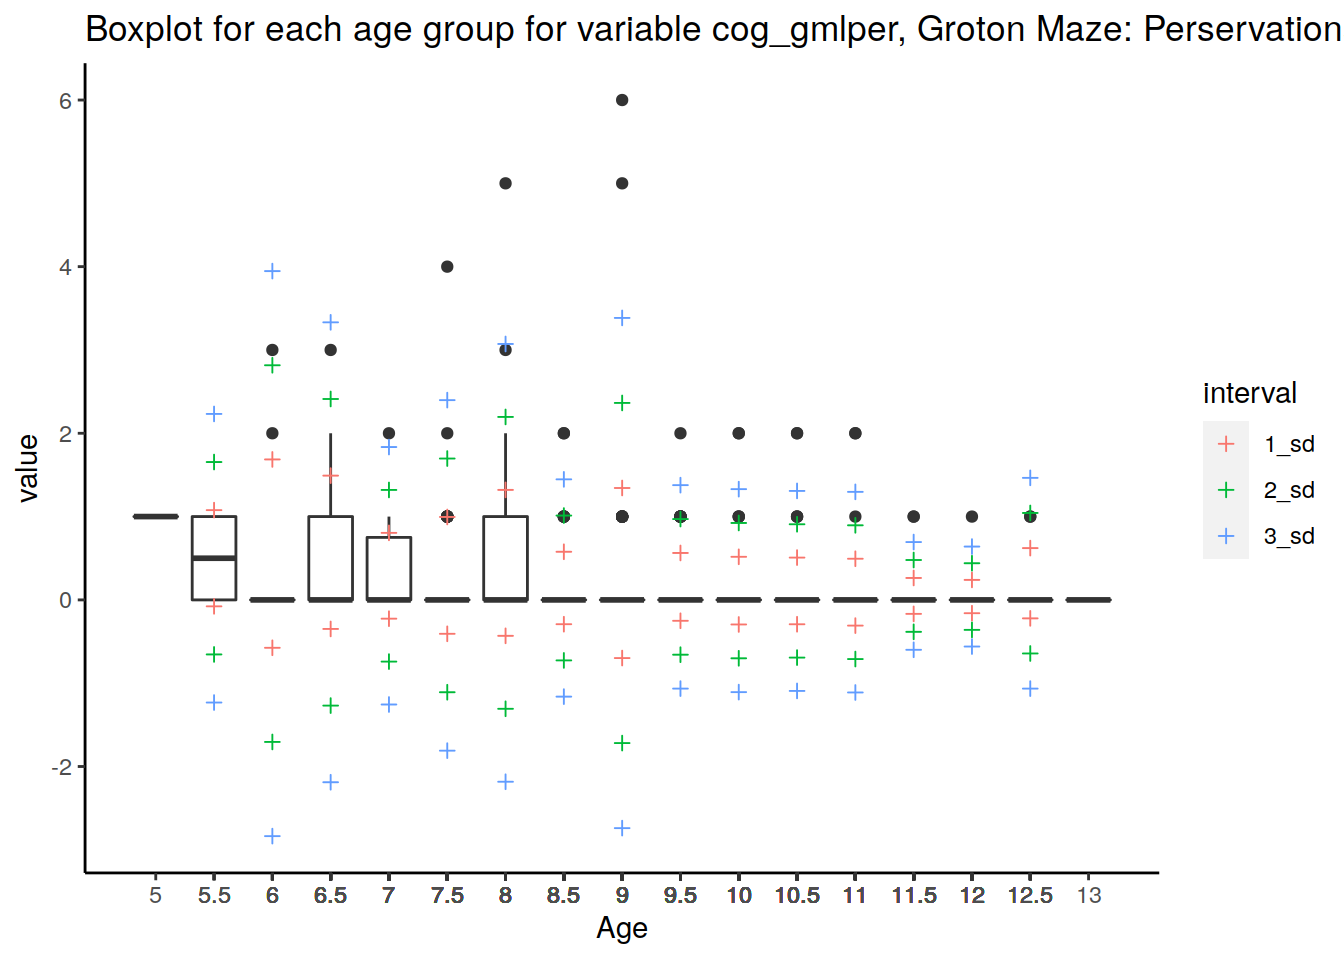 Boxplot for each age group for variable cog_gmlper, Groton Maze: Perservation
6
4
2
0
-2
value
5 5.5 6 6.5 7 7.5 8 8.5 9 9.5 10 10.5 11 11.5 12 12.5 13
Age
interval
1_sd
2_sd
3_sd